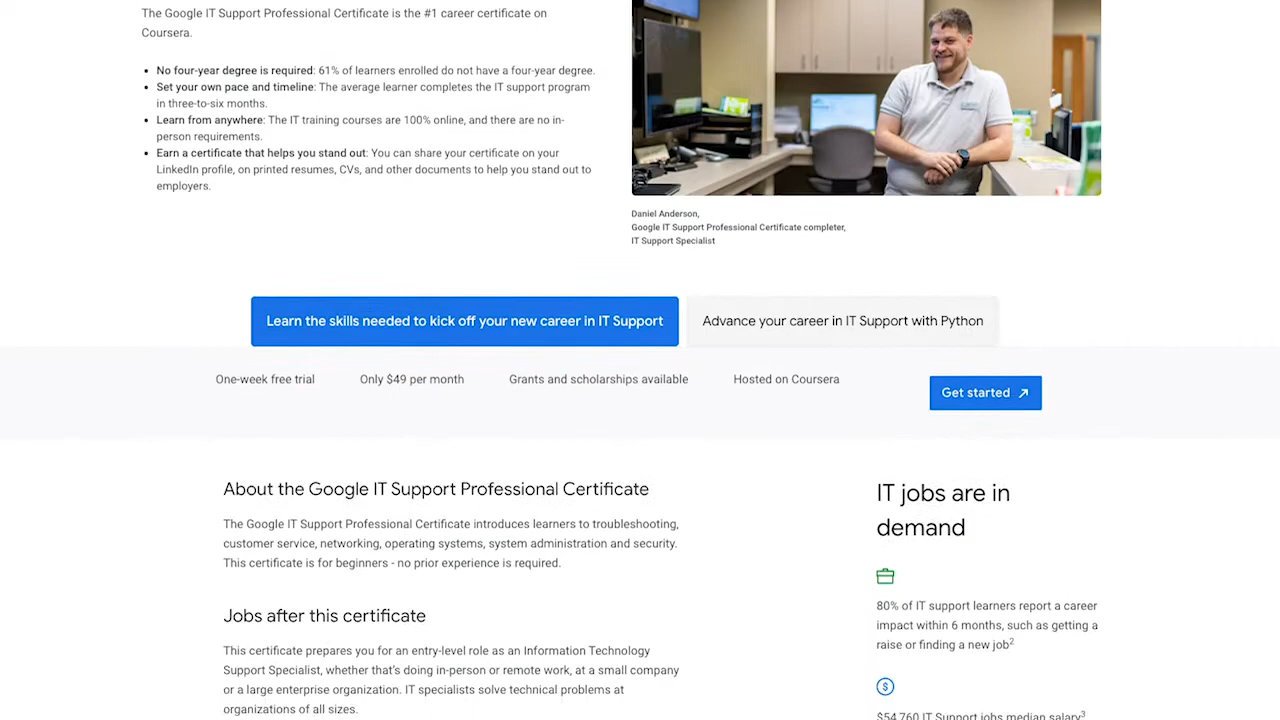 The Google IT Support Professional Certificate is the #1 career certificate on
Coursera.
• No four-year degree is required: 61% of learners enrolled do not have a four-year degree.
• Set your own pace and timeline: The average learner completes the IT support program
in three-to-six months.
• Learn from anywhere: The IT training courses are 100% online, and there are no in-
person requirements.
• Earn a certificate that helps you stand out: You can share your certificate on your
LinkedIn profile, on printed resumes, CVs, and other documents to help you stand out to
employers.
Daniel Anderson,
Google IT Support Professional Certificate completer,
IT Support Specialist
Learn the skills needed to kick off your new career in IT Support
Advance your career in IT Support with Python
One-week free trial
Only $49 per month
Grants and scholarships available
Hosted on Coursera
Get started
About the Google IT Support Professional Certificate
The Google IT Support Professional Certificate introduces learners to troubleshooting,
customer service, networking, operating systems, system administration and security.
This certificate is for beginners - no prior experience is required.
Jobs after this certificate
This certificate prepares you for an entry-level role as an Information Technology
Support Specialist, whether that's doing in-person or remote work, at a small company
or a large enterprise organization. IT specialists solve technical problems at
organizations of all sizes.
IT jobs are in
demand
80% of IT support learners report a career
impact within 6 months, such as getting a
raise or finding a new job2
$54,760 IT Support jobs median salary3